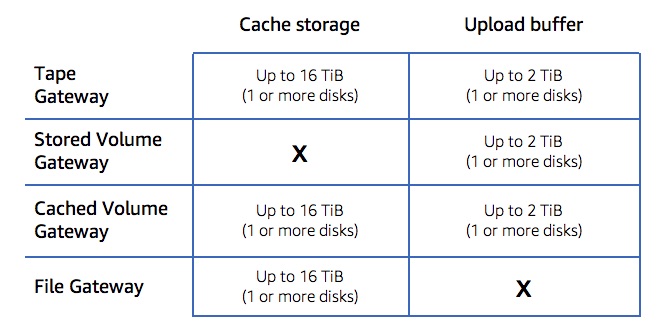 Cache storage Upload buffer
Tape
Gateway
Up to 16 TiB
(1 or more disks)
Up to 2 TiB
(1 or more disks)
Stored Volume
Gateway
X
Up to 2 TiB
(1 or more disks)
Cached Volume
Gateway
Up to 16 TiB
(1 or more disks)
Up to 2 TiB
(1 or more disks)
File Gateway
Up to 16 TiB
(1 or more disks)
X